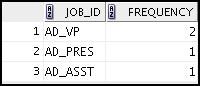 JOB_ID FREQUENCY
1 AD_VP 2
2 AD_PRES 1
3 AD_ASST 1